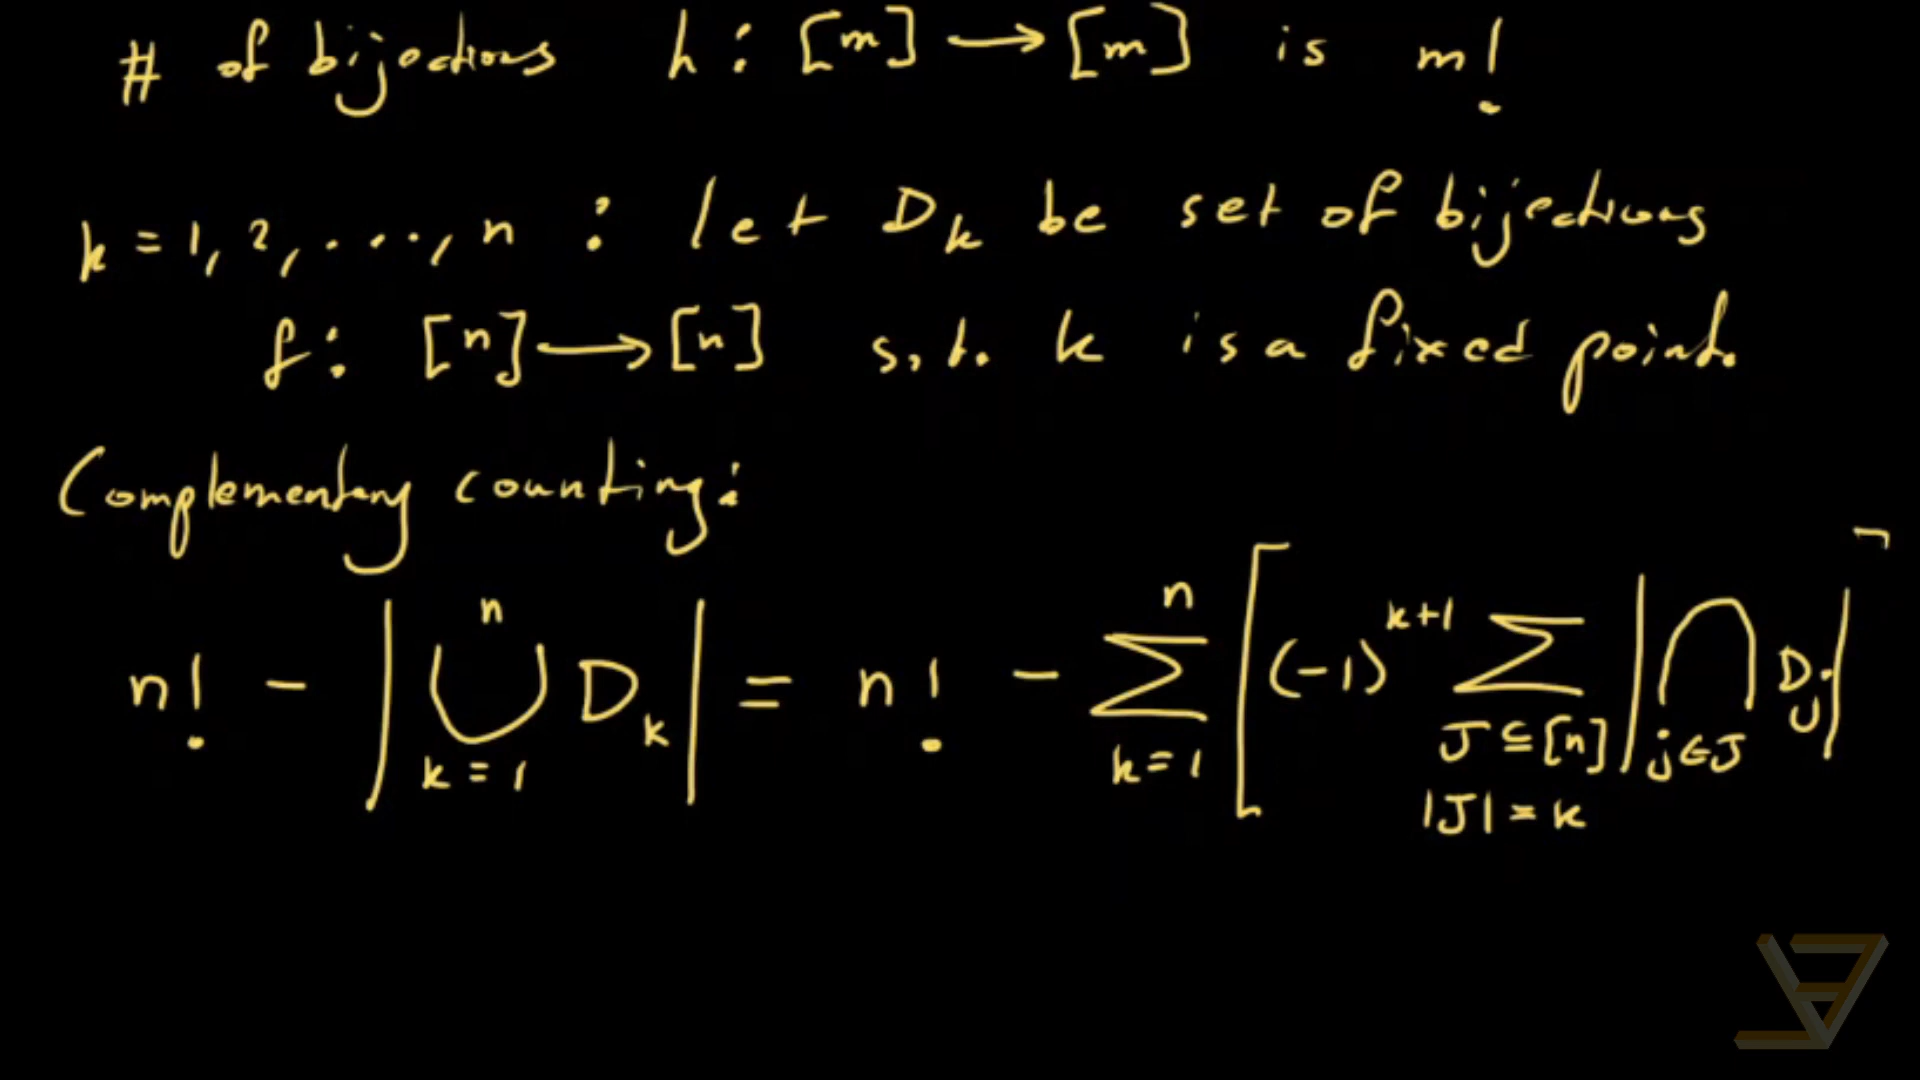 # of bijections h : [m] → [m] is m!
k = 1, 2, ..., n : let D_k be set of bijections
f : [n] → [n] s.t. k is a fixed point.
Complementary counting:
n! - |⋃_{k=1}^{n} D_k| = n! - ∑_{k=1}^{n} [(-1)^{k+1} ∑_{J ⊆ [n], |J| = k} |⋂_{j∈J} D_j|